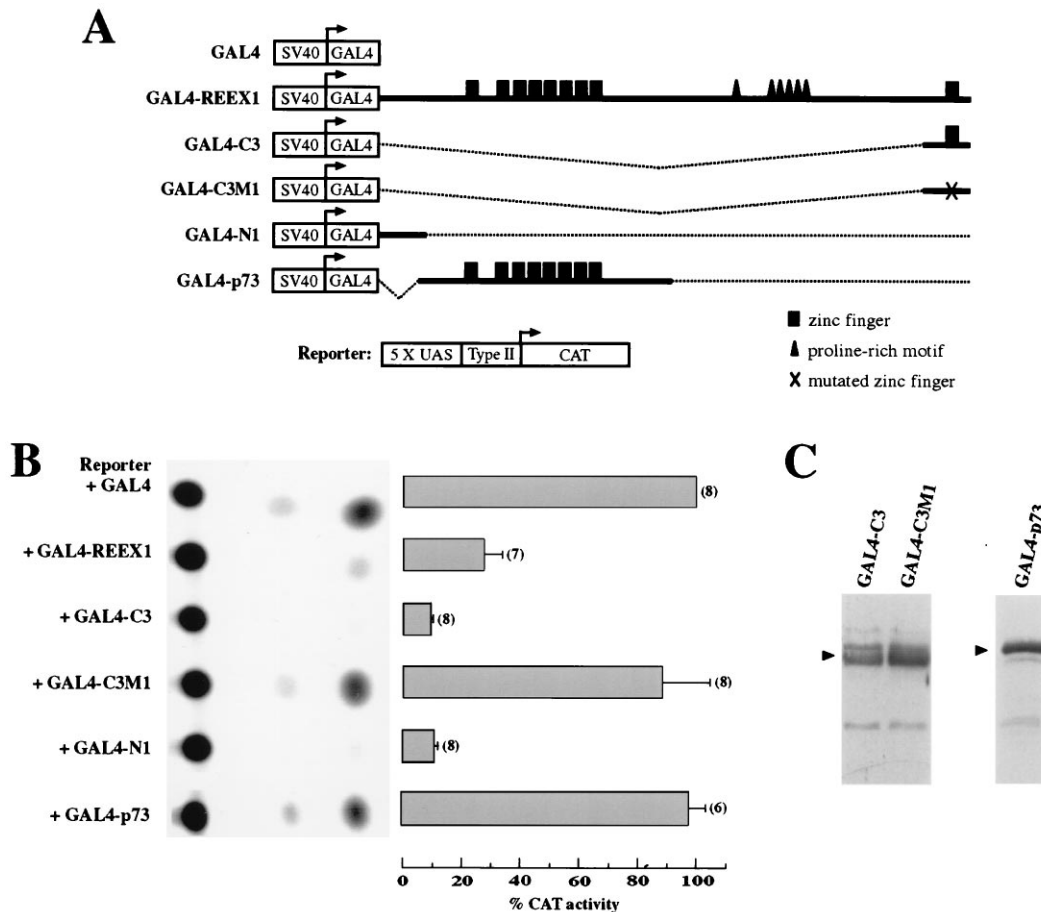 A
GAL4 SV40 GAL4
GAL4-REEX1 SV40 GAL4
GAL4-C3 SV40 GAL4
GAL4-C3M1 SV40 GAL4
GAL4-N1 SV40 GAL4
GAL4-p73 SV40 GAL4
zinc finger
proline-rich motif
mutated zinc finger
Reporter: 5 X UAS Type II CAT
B
Reporter
+ GAL4 (8)
+ GAL4-REEX1 (7)
+ GAL4-C3 (8)
+ GAL4-C3M1 (8)
+ GAL4-N1 (8)
+ GAL4-p73 (6)
0 20 40 60 80 100
% CAT activity
C
GAL4-C3
GAL4-C3M1
GAL4-p73